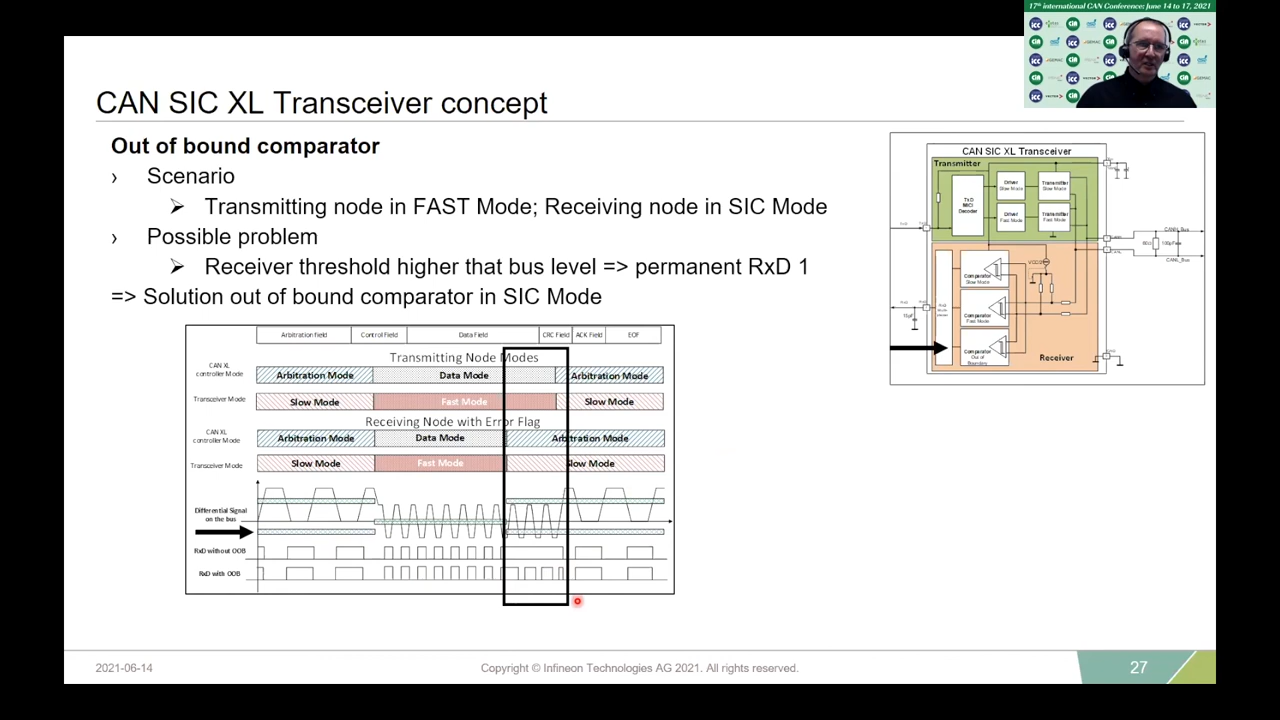 17th international CAN Conference: June 14 to 17, 2021
CAN SIC XL Transceiver concept
Out of bound comparator
› Scenario
➢ Transmitting node in FAST Mode; Receiving node in SIC Mode
› Possible problem
➢ Receiver threshold higher that bus level => permanent RxD 1
=> Solution out of bound comparator in SIC Mode
CAN SIC XL Transceiver
Transmitter
TxD
Decoder
Driver
Slow Mode
Transmitter
Slow Mode
Driver
Fast Mode
Transmitter
Fast Mode
CANH_Bus
CANL_Bus
VCC/2
Comparator
Slow Mode
Comparator
Fast Mode
Comparator
Out of
Boundary
Receiver
Arbitration Field Control Field Data Field CRC Field ACK Field EOF
Transmitting Node Modes
CAN XL
controller Mode
Arbitration Mode Data Mode Arbitration Mode
Transceiver Mode Slow Mode Fast Mode Slow Mode
Receiving Node with Error Flag
CAN XL
controller Mode
Arbitration Mode Data Mode Arbitration Mode
Transceiver Mode Slow Mode Fast Mode Slow Mode
Differential Signal
on the bus
RxD without OOB
RxD with OOB
2021-06-14
Copyright © Infineon Technologies AG 2021. All rights reserved.
27